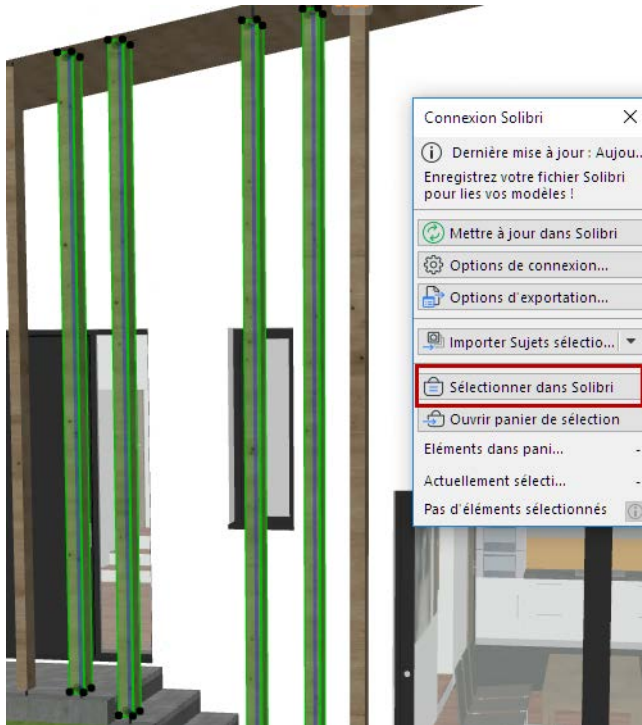 Connexion Solibri
Dernière mise à jour : Aujou...
Enregistrez votre fichier Solibri
pour lies vos modèles !
Mettre à jour dans Solibri
Options de connexion...
Options d'exportation...
Importer Sujets sélectio...
Sélectionner dans Solibri
Ouvrir panier de sélection
Eléments dans pani... -
Actuellement sélecti... -
Pas d'éléments sélectionnés